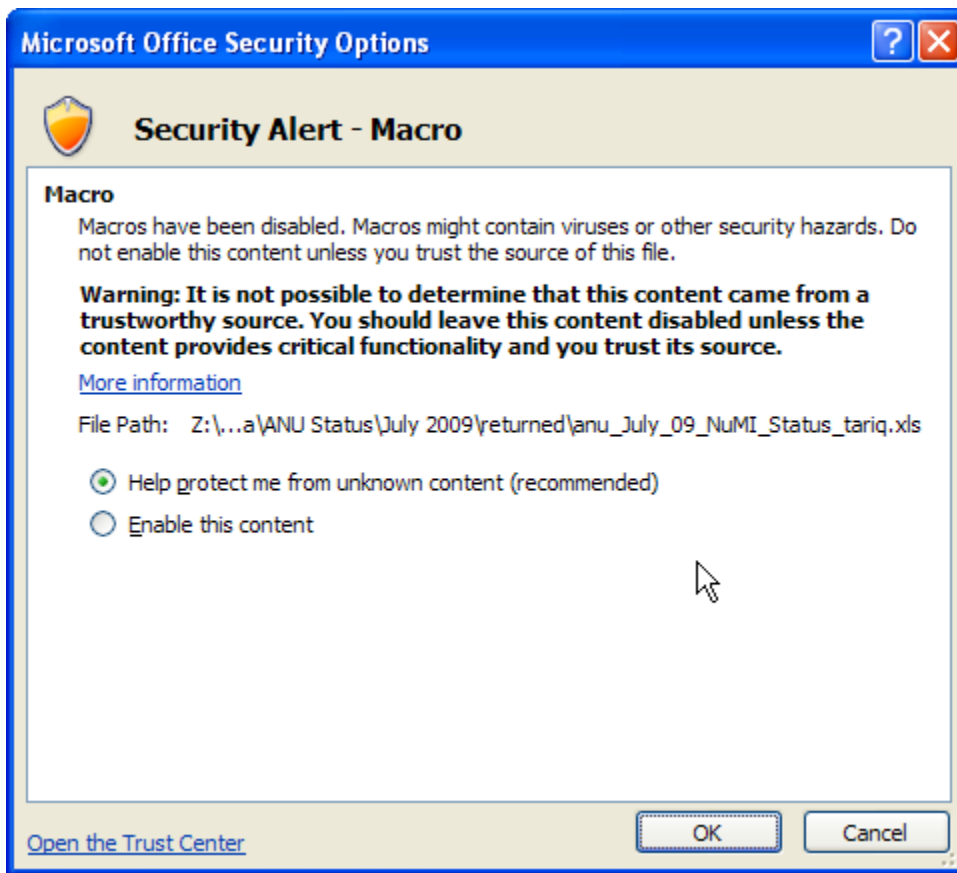 Microsoft Office Security Options
Security Alert - Macro
Macro
Macros have been disabled. Macros might contain viruses or other security hazards. Do
not enable this content unless you trust the source of this file.
Warning: It is not possible to determine that this content came from a
trustworthy source. You should leave this content disabled unless the
content provides critical functionality and you trust its source.
More information
File Path: Z:\...a\ANU Status\July 2009\returned\anu_July_09_NuMI_Status_tariq.xls
Help protect me from unknown content (recommended)
Enable this content
Open the Trust Center
OK
Cancel